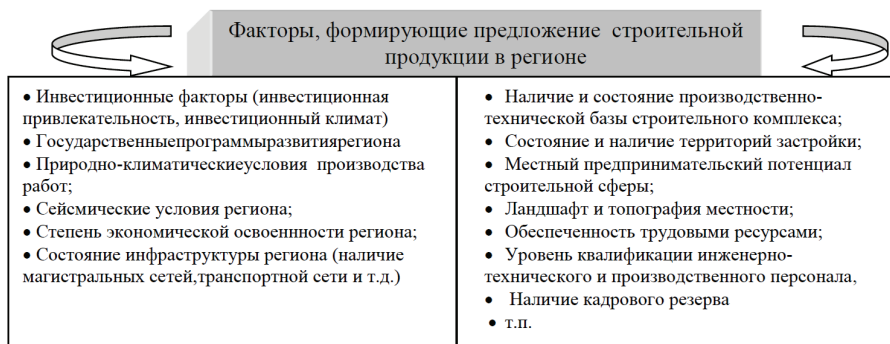 Факторы, формирующие предложение строительной
продукции в регионе
• Инвестиционные факторы (инвестиционная
привлекательность, инвестиционный климат)
• Государственныепрограммыразвитиярегиона
• Природно-климатическиеусловия производства
работ;
• Сейсмические условия региона;
• Степень экономической освоеннности региона;
• Состояние инфраструктуры региона (наличие
магистральных сетей,транспортной сети и т.д.)
• Наличие и состояние производственно-
технической базы строительного комплекса;
• Состояние и наличие территорий застройки;
• Местный предпринимательский потенциал
строительной сферы;
• Ландшафт и топография местности;
• Обеспеченность трудовыми ресурсами;
• Уровень квалификации инженерно-
технического и производственного персонала,
• Наличие кадрового резерва
• т.п.